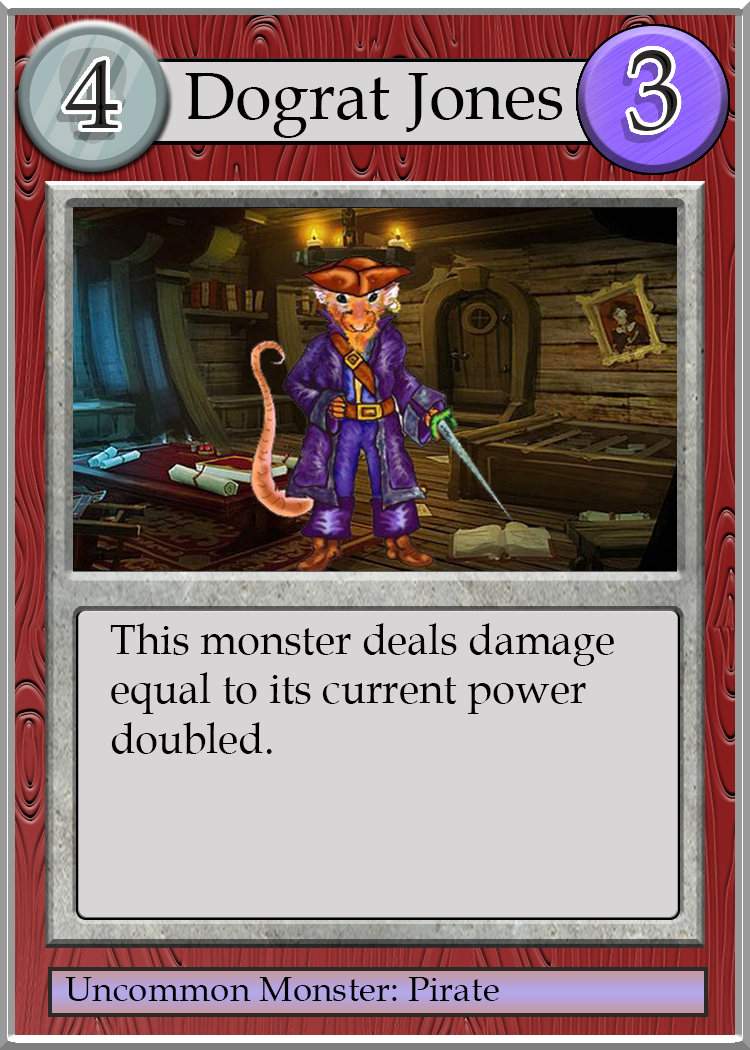 4
Dograt Jones
3
This monster deals damage
equal to its current power
doubled.
Uncommon Monster: Pirate